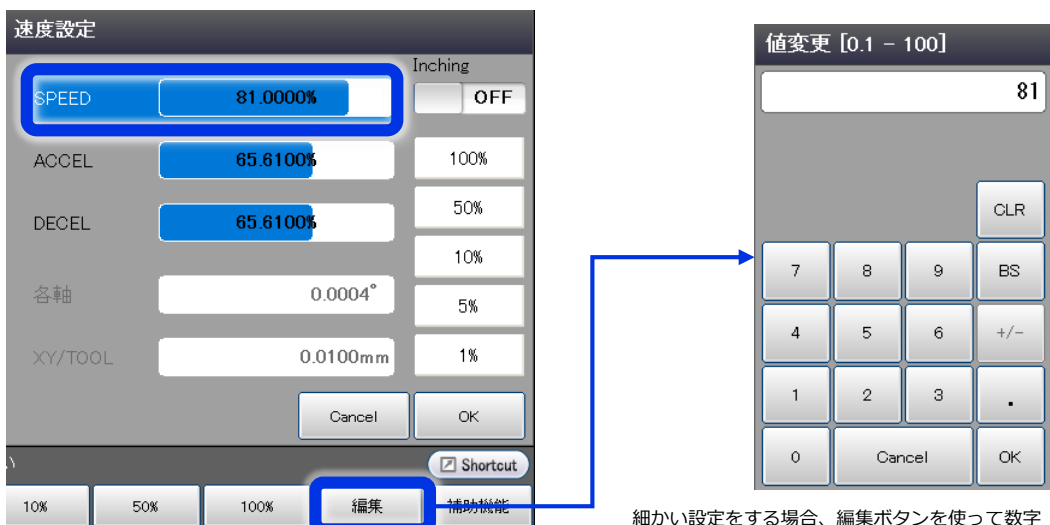 速度設定
Inching
SPEED 81.0000% OFF
ACCEL 65.6100% 100%
DECEL 65.6100% 50%
10%
各軸 0.0004° 5%
XY/TOOL 0.0100mm 1%
Cancel OK
い Shortcut
10% 50% 100% 編集 補助機能
値変更 [0.1 - 100]
81
CLR
7 8 9 BS
4 5 6 +/-
1 2 3 .
0 Cancel OK
細かい設定をする場合、編集ボタンを使って数字